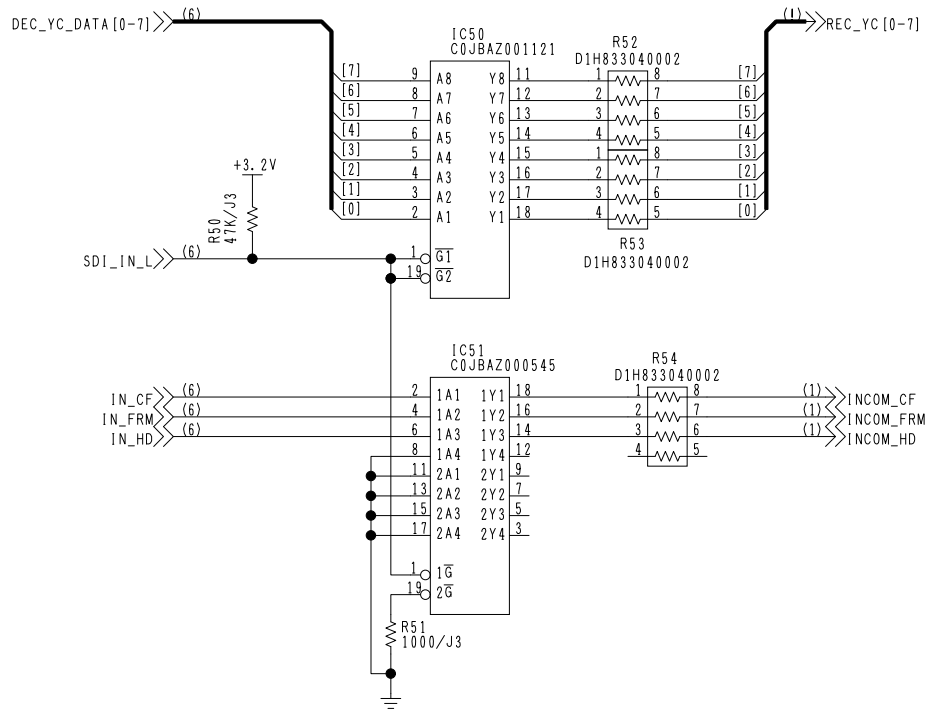 DEC_YC_DATA[0-7] (6) (1) REC_YC[0-7]
IC50
C0JBAZ001121
R52
D1H833040002
[7] 9 A8 Y8 11 1 8 [7]
[6] 8 A7 Y7 12 2 7 [6]
[5] 7 A6 Y6 13 3 6 [5]
[4] 6 A5 Y5 14 4 5 [4]
[3] 5 A4 Y4 15 1 8 [3]
[2] 4 A3 Y3 16 2 7 [2]
[1] 3 A2 Y2 17 3 6 [1]
[0] 2 A1 Y1 18 4 5 [0]
+3.2V
R50
47K/J3
R53
D1H833040002
SDI_IN_L (6) 1 G1
19 G2
IC51
C0JBAZ000545
R54
D1H833040002
IN_CF (6) 2 1A1 1Y1 18 1 8 (1) INCOM_CF
IN_FRM (6) 4 1A2 1Y2 16 2 7 (1) INCOM_FRM
IN_HD (6) 6 1A3 1Y3 14 3 6 (1) INCOM_HD
8 1A4 1Y4 12 4 5
11 2A1 2Y1 9
13 2A2 2Y2 7
15 2A3 2Y3 5
17 2A4 2Y4 3
1 1G
19 2G
R51
1000/J3